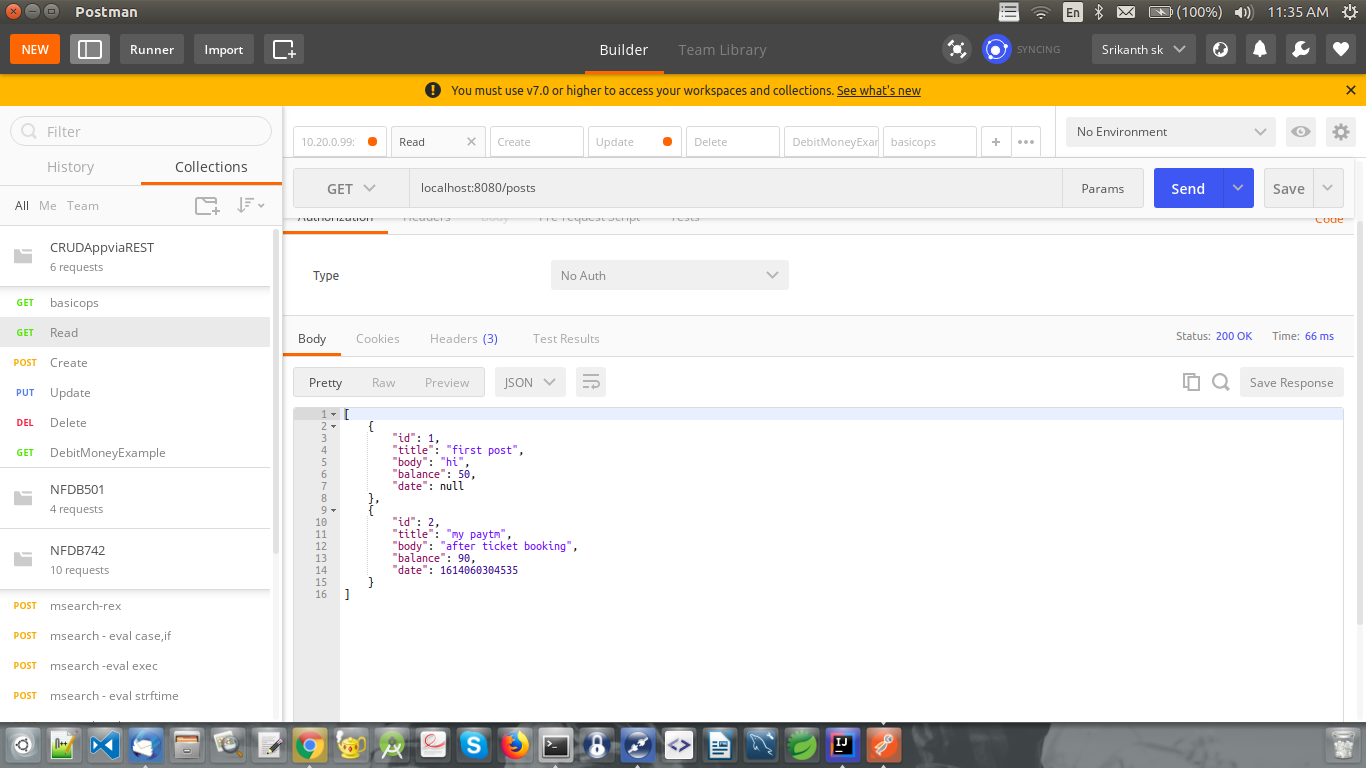 Postman
En
(100%)
11:35 AM
NEW
Runner
Import
Builder
Team Library
SYNCING
Srikanth sk
You must use v7.0 or higher to access your workspaces and collections. See what's new
Filter
History
Collections
All
Me
Team
CRUDAppviaREST
6 requests
GET basicops
GET Read
POST Create
PUT Update
DEL Delete
GET DebitMoneyExample
NFDB501
4 requests
NFDB742
10 requests
POST msearch-rex
POST msearch - eval case,if
POST msearch -eval exec
POST msearch - eval strftime
10.20.0.99:
Read
Create
Update
Delete
DebitMoneyExar
basicops
No Environment
GET
localhost:8080/posts
Params
Send
Save
Authorization
Headers
Body
Pre-request Script
Tests
Code
Type
No Auth
Body
Cookies
Headers (3)
Test Results
Status: 200 OK
Time: 66 ms
Pretty
Raw
Preview
JSON
Save Response
1 [
2 {
3 "id": 1,
4 "title": "first post",
5 "body": "hi",
6 "balance": 50,
7 "date": null
8 },
9 {
10 "id": 2,
11 "title": "my paytm",
12 "body": "after ticket booking",
13 "balance": 90,
14 "date": 1614060304535
15 }
16 ]